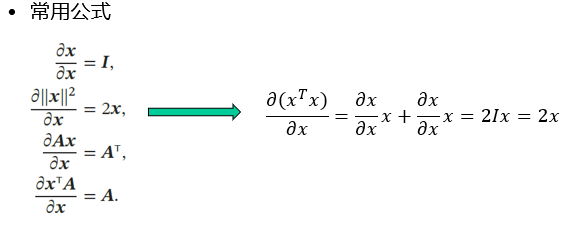 • 常用公式
∂x/∂x = I,
∂||x||²/∂x = 2x,
∂(xᵀx)/∂x = ∂x/∂x x + ∂x/∂x x = 2Ix = 2x
∂Ax/∂x = Aᵀ,
∂xᵀA/∂x = A.